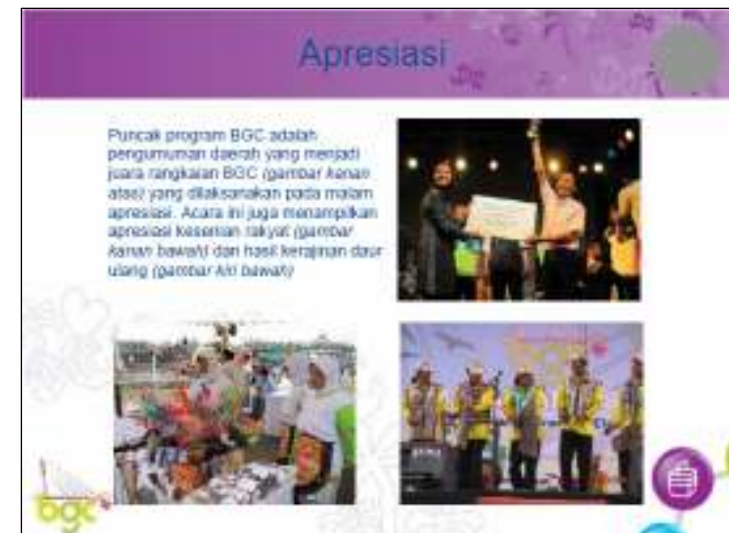 Apresiasi
Puncak program BGC adalah
pengumuman daerah yang menjadi
juara rangkaian BGC (gambar kanan
atas) yang dilaksanakan pada malam
apresiasi. Acara ini juga menampilkan
apresiasi kesenian rakyat (gambar
kanan bawah) dan hasil kerajinan daur
ulang (gambar kiri bawah)
bgc
bgc